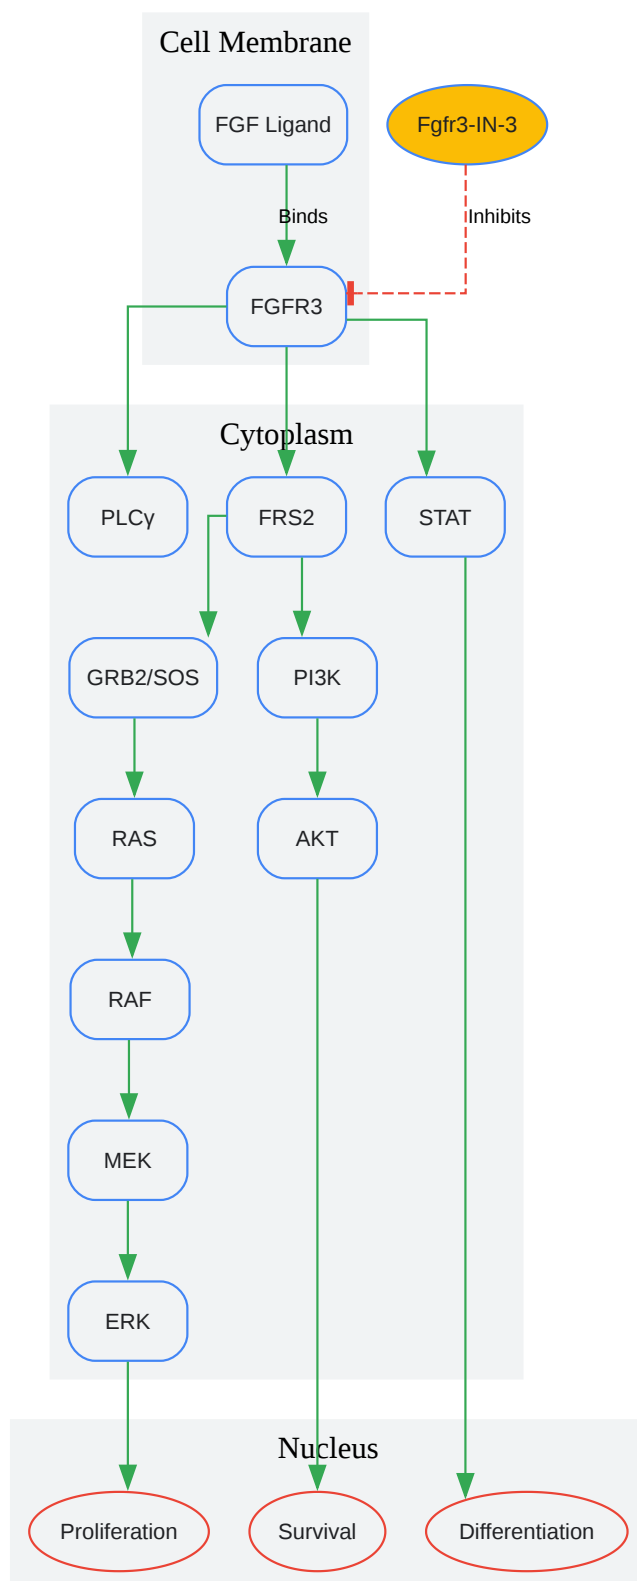 Cell Membrane
FGF Ligand
Fgfr3-IN-3
Binds
Inhibits
FGFR3
Cytoplasm
PLCγ
FRS2
STAT
GRB2/SOS
PI3K
RAS
AKT
RAF
MEK
ERK
Nucleus
Proliferation
Survival
Differentiation